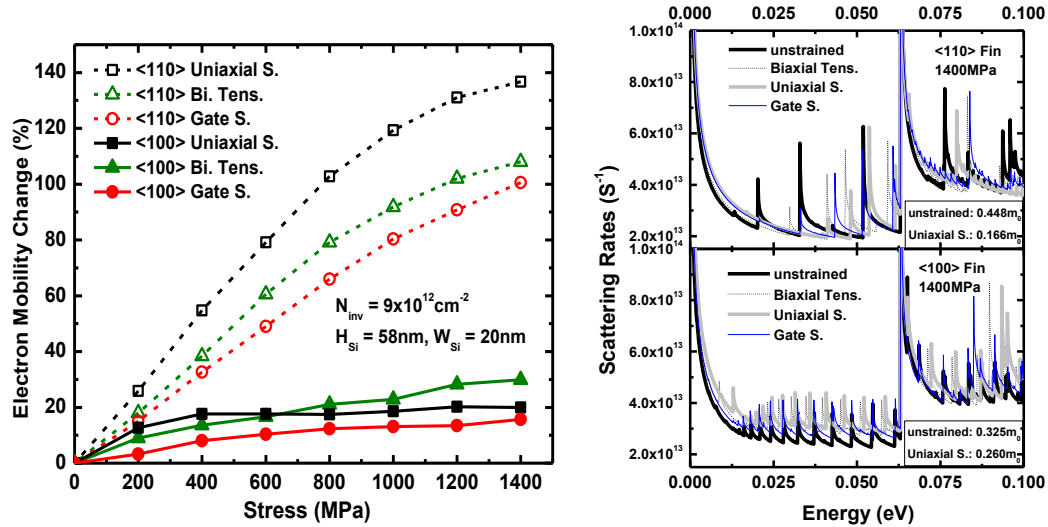 140
120
100
80
60
40
20
0
0 200 400 600 800 1000 1200 1400
Electron Mobility Change (%)
Stress (MPa)
<110> Uniaxial S.
<110> Bi. Tens.
<110> Gate S.
<100> Uniaxial S.
<100> Bi. Tens.
<100> Gate S.
N_inv = 9x10^12cm^-2
H_Si = 58nm, W_Si = 20nm
0.000 0.025 0.050 0.075 0.100
1.0x10^14
8.0x10^13
6.0x10^13
4.0x10^13
2.0x10^13
unstrained
Biaxial Tens.
Uniaxial S.
Gate S.
<110> Fin
1400MPa
unstrained: 0.448m_0
Uniaxial S.: 0.166m_0
1.0x10^14
8.0x10^13
6.0x10^13
4.0x10^13
2.0x10^13
unstrained
Biaxial Tens.
Uniaxial S.
Gate S.
<100> Fin
1400MPa
unstrained: 0.325m_0
Uniaxial S.: 0.260m_0
0.000 0.025 0.050 0.075 0.100
Scattering Rates (S^-1)
Energy (eV)